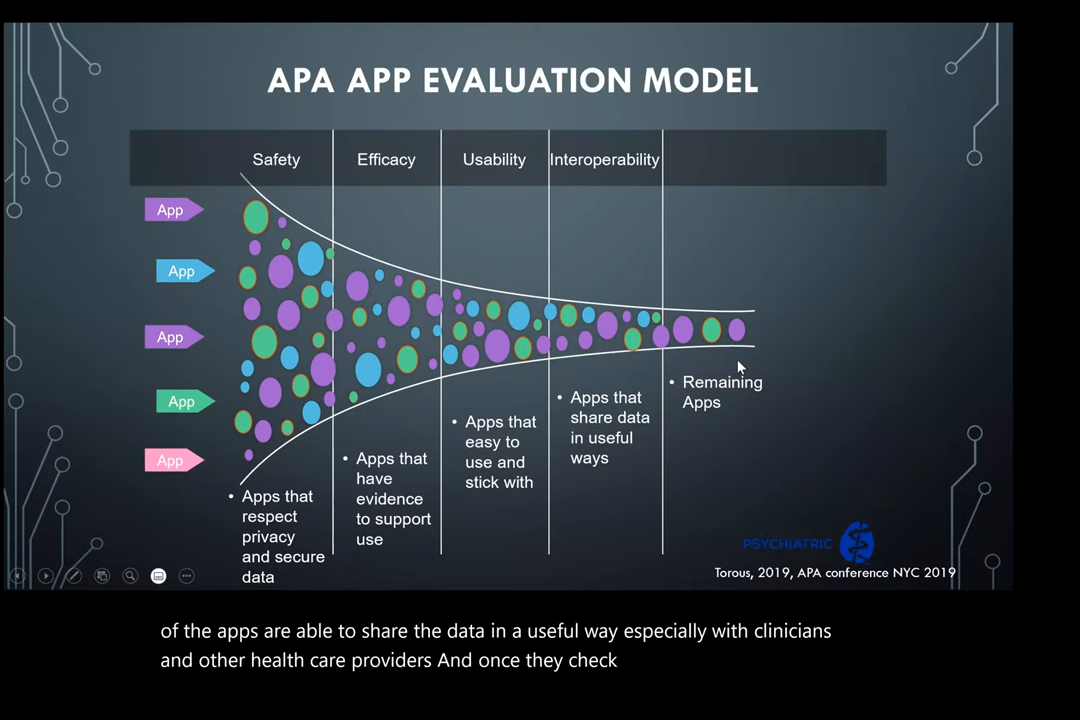 APA APP EVALUATION MODEL
Safety
Efficacy
Usability
Interoperability
App
App
App
App
App
• Apps that
respect
privacy
and secure
data
• Apps that
have
evidence
to support
use
• Apps that
easy to
use and
stick with
• Apps that
share data
in useful
ways
• Remaining
Apps
PSYCHIATRIC
Torous, 2019, APA conference NYC 2019
of the apps are able to share the data in a useful way especially with clinicians
and other health care providers And once they check